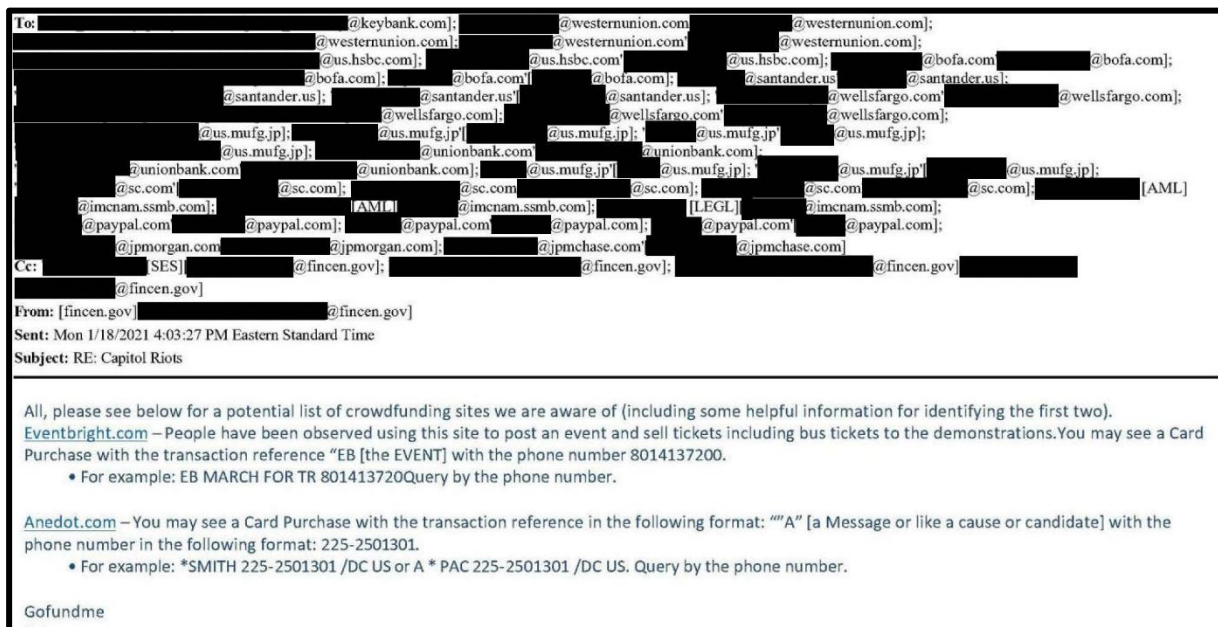 To: @keybank.com]; @westernunion.com @westernunion.com];
@westernunion.com]; @westernunion.com' @westernunion.com];
@us.hsbc.com]; @us.hsbc.com' @us.hsbc.com]; @bofa.com' @bofa.com];
@bofa.com]; @bofa.com'[ @bofa.com]; @santander.us @santander.us];
@santander.us]; ' @santander.us'[ @santander.us]; ' @wellsfargo.com' @wellsfargo.com];
@wellsfargo.com]; @wellsfargo.com' @wellsfargo.com];
@us.mufg.jp]; @us.mufg.jp'[ @us.mufg.jp]; ' @us.mufg.jp' @us.mufg.jp];
@us.mufg.jp]; @unionbank.com' @unionbank.com];
@unionbank.com]; @unionbank.com]; @us.mufg.jp'[ @us.mufg.jp]; ' @us.mufg.jp'[ @us.mufg.jp];
@sc.com'[ @sc.com]; @sc.com @sc.com]; @sc.com @sc.com]; [AML]
@imcnam.ssmb.com]; [AML][ @imcnam.ssmb.com]; [LEGL][ @imcnam.ssmb.com];
@paypal.com' @paypal.com]; @paypal.com' @paypal.com]; @paypal.com' @paypal.com];
@jpmorgan.com @jpmorgan.com]; @jpmchase.com' @jpmchase.com]
Cc: [SES][ @fincen.gov]; @fincen.gov]; @fincen.gov]
@fincen.gov]
From: [fincen.gov] @fincen.gov]
Sent: Mon 1/18/2021 4:03:27 PM Eastern Standard Time
Subject: RE: Capitol Riots
All, please see below for a potential list of crowdfunding sites we are aware of (including some helpful information for identifying the first two).
Eventbright.com – People have been observed using this site to post an event and sell tickets including bus tickets to the demonstrations.You may see a Card
Purchase with the transaction reference “EB [the EVENT] with the phone number 8014137200.
• For example: EB MARCH FOR TR 801413720Query by the phone number.
Anedot.com – You may see a Card Purchase with the transaction reference in the following format: “”A” [a Message or like a cause or candidate] with the
phone number in the following format: 225-2501301.
• For example: *SMITH 225-2501301 /DC US or A * PAC 225-2501301 /DC US. Query by the phone number.
Gofundme